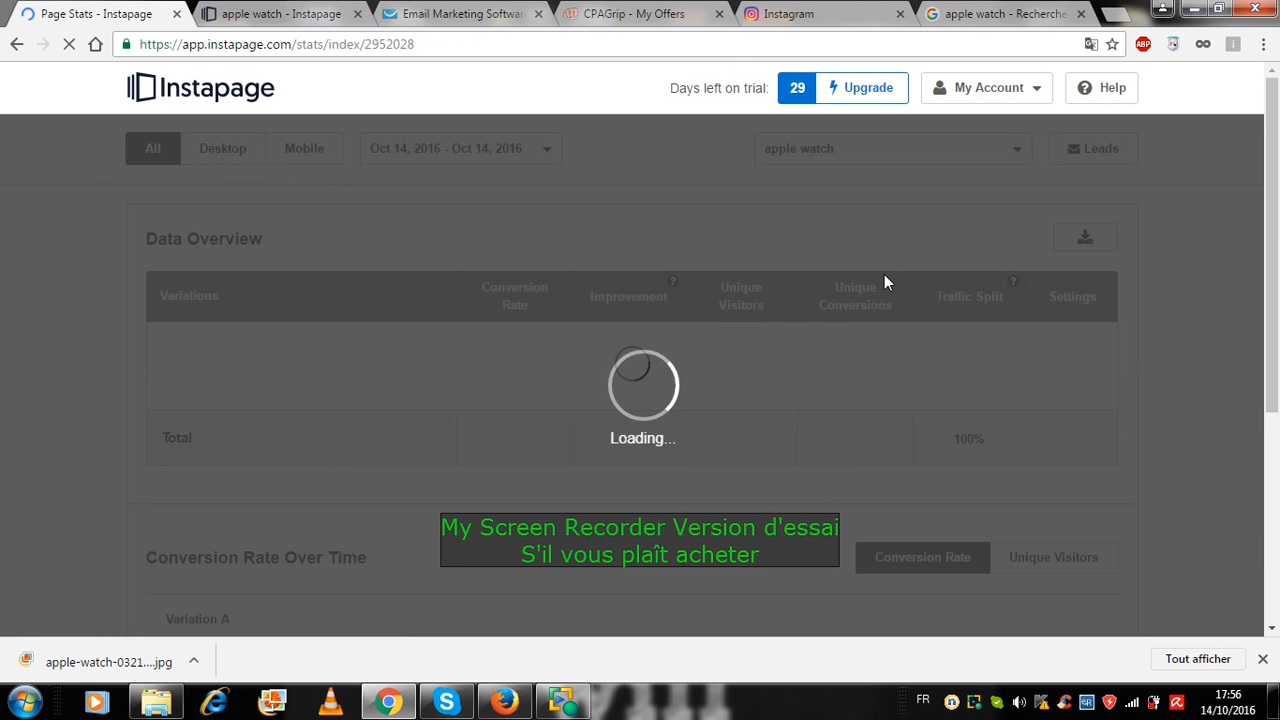 Page Stats - Instapage
apple watch - Instapage
Email Marketing Softwar
CPAGrip - My Offers
Instagram
apple watch - Recherche
https://app.instapage.com/stats/index/2952028
ABP
Instapage
Days left on trial:
29
Upgrade
My Account
? Help
All
Desktop
Mobile
Oct 14, 2016 - Oct 14, 2016
apple watch
Leads
Data Overview
Variations
Conversion
Rate
Improvement
?
Unique
Visitors
Unique
Conversions
Traffic Split
?
Settings
Loading...
Total
100%
My Screen Recorder Version d'essai
S'il vous plaît acheter
Conversion Rate Over Time
Conversion Rate
Unique Visitors
Variation A
apple-watch-0321....jpg
Tout afficher
FR
17:56
14/10/2016